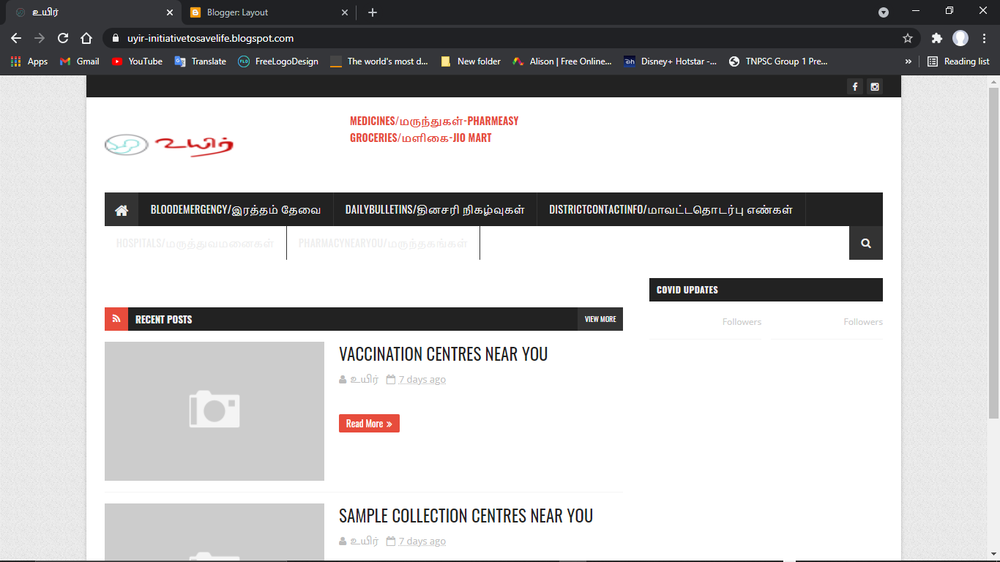 உயிர்
Blogger: Layout
uyir-initiativetosavelife.blogspot.com
Apps
Gmail
YouTube
Translate
FLD
FreeLogoDesign
The world's most d...
New folder
Alison | Free Online...
Disney+ Hotstar -...
TNPSC Group 1 Pre...
Reading list
உயிர்
MEDICINES/மருந்துகள்-PHARMEASY
GROCERIES/மளிகை-JIO MART
BLOODEMERGENCY/இரத்தம் தேவை
DAILYBULLETINS/தினசரி நிகழ்வுகள்
DISTRICTCONTACTINFO/மாவட்டதொடர்பு எண்கள்
HOSPITALS/மருத்துவமனைகள்
PHARMACYNEARYOU/மருந்தகங்கள்
COVID UPDATES
Followers
Followers
RECENT POSTS
VIEW MORE
VACCINATION CENTRES NEAR YOU
உயிர் 7 days ago
Read More »
SAMPLE COLLECTION CENTRES NEAR YOU
உயிர் 7 days ago